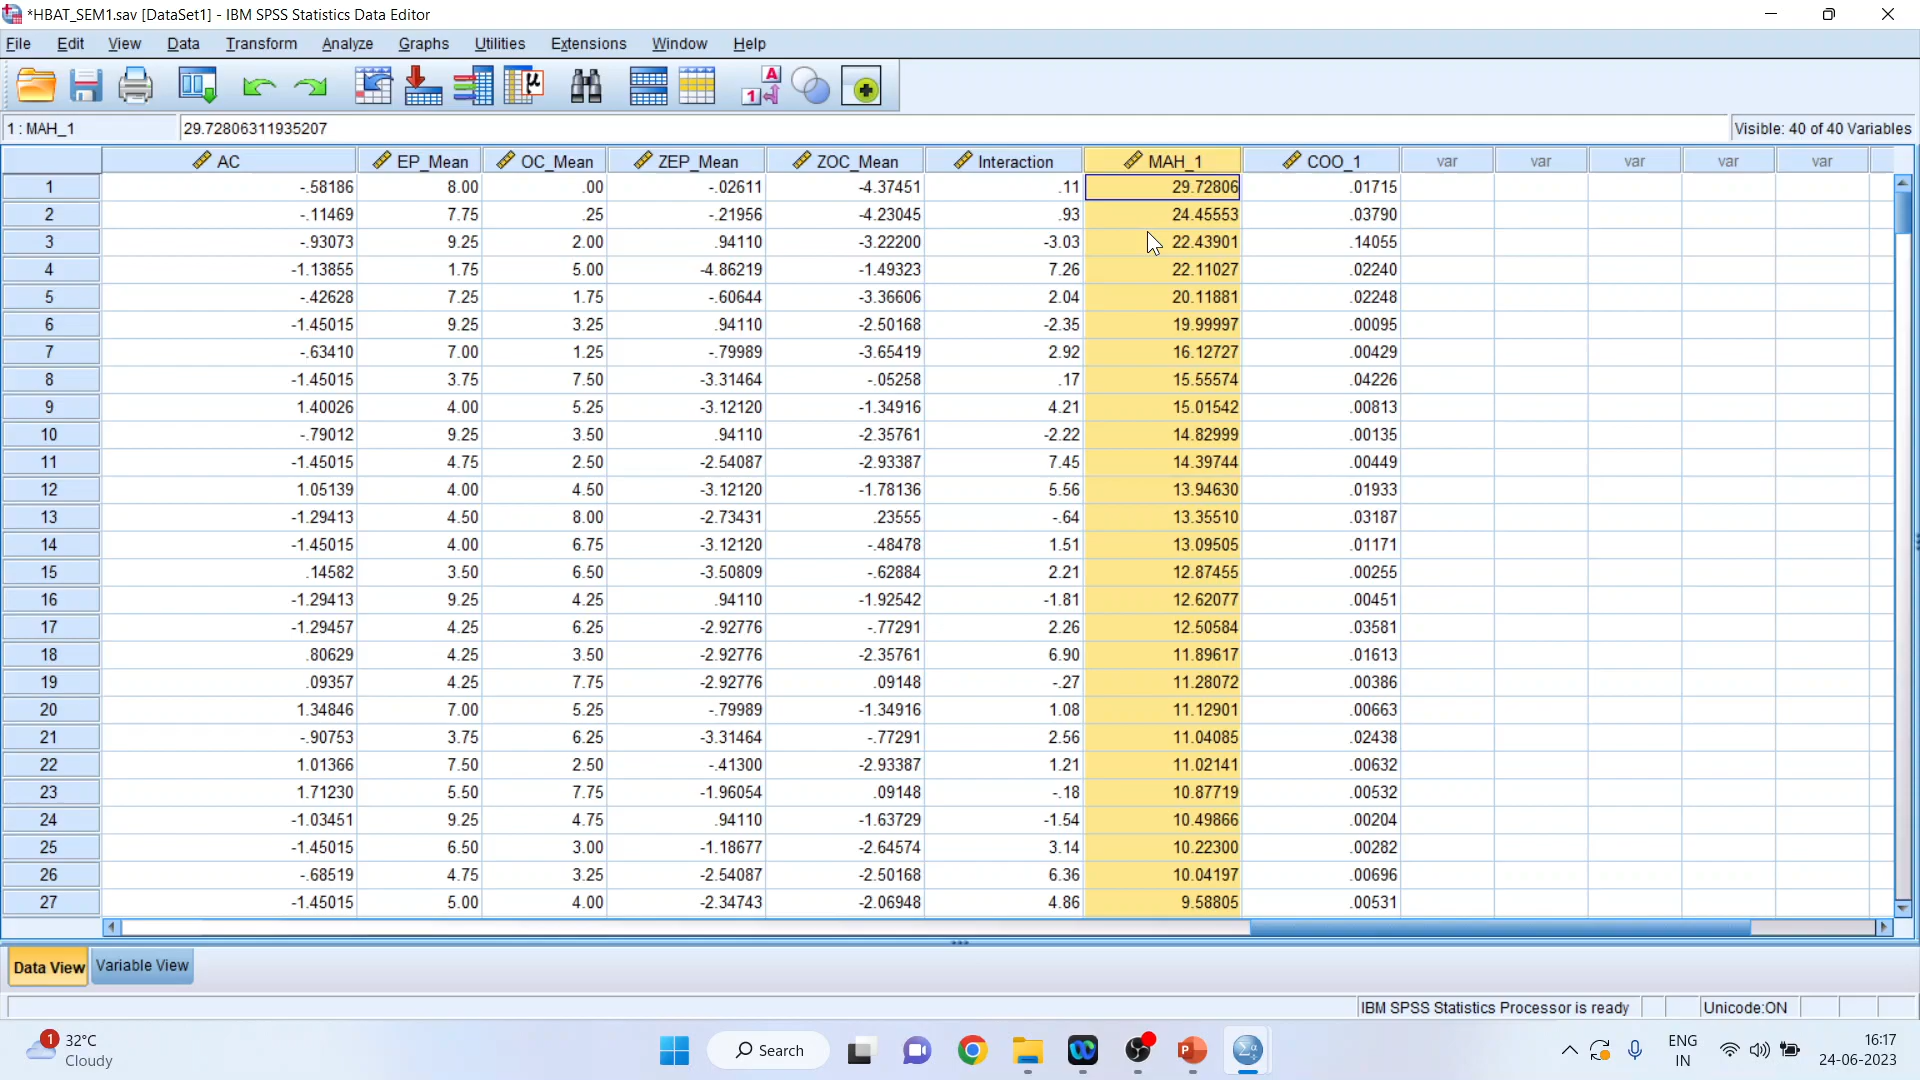 *HBAT_SEM1.sav [DataSet1] - IBM SPSS Statistics Data Editor
File Edit View Data Transform Analyze Graphs Utilities Extensions Window Help
1 : MAH_1 29.72806311935207 Visible: 40 of 40 Variables
AC EP_Mean OC_Mean ZEP_Mean ZOC_Mean Interaction MAH_1 COO_1 var var var var var
1 -.58186 8.00 .00 -.02611 -4.37451 .11 29.72806 .01715
2 -.11469 7.75 .25 -.21956 -4.23045 .93 24.45553 .03790
3 -.93073 9.25 2.00 .94110 -3.22200 -3.03 22.43901 .14055
4 -1.13855 1.75 5.00 -4.86219 -1.49323 7.26 22.11027 .02240
5 -.42628 7.25 1.75 -.60644 -3.36606 2.04 20.11881 .02248
6 -1.45015 9.25 3.25 .94110 -2.50168 -2.35 19.99997 .00095
7 -.63410 7.00 1.25 -.79989 -3.65419 2.92 16.12727 .00429
8 -1.45015 3.75 7.50 -3.31464 -.05258 .17 15.55574 .04226
9 1.40026 4.00 5.25 -3.12120 -1.34916 4.21 15.01542 .00813
10 -.79012 9.25 3.50 .94110 -2.35761 -2.22 14.82999 .00135
11 -1.45015 4.75 2.50 -2.54087 -2.93387 7.45 14.39744 .00449
12 1.05139 4.00 4.50 -3.12120 -1.78136 5.56 13.94630 .01933
13 -1.29413 4.50 8.00 -2.73431 .23555 -.64 13.35510 .03187
14 -1.45015 4.00 6.75 -3.12120 -.48478 1.51 13.09505 .01171
15 .14582 3.50 6.50 -3.50809 -.62884 2.21 12.87455 .00255
16 -1.29413 9.25 4.25 .94110 -1.92542 -1.81 12.62077 .00451
17 -1.29457 4.25 6.25 -2.92776 -.77291 2.26 12.50584 .03581
18 .80629 4.25 3.50 -2.92776 -2.35761 6.90 11.89617 .01613
19 .09357 4.25 7.75 -2.92776 .09148 -.27 11.28072 .00386
20 1.34846 7.00 5.25 -.79989 -1.34916 1.08 11.12901 .00663
21 -.90753 3.75 6.25 -3.31464 -.77291 2.56 11.04085 .02438
22 1.01366 7.50 2.50 -.41300 -2.93387 1.21 11.02141 .00632
23 1.71230 5.50 7.75 -1.96054 .09148 -.18 10.87719 .00532
24 -1.03451 9.25 4.75 .94110 -1.63729 -1.54 10.49866 .00204
25 -1.45015 6.50 3.00 -1.18677 -2.64574 3.14 10.22300 .00282
26 -.68519 4.75 3.25 -2.54087 -2.50168 6.36 10.04197 .00696
27 -1.45015 5.00 4.00 -2.34743 -2.06948 4.86 9.58805 .00531
Data View Variable View
IBM SPSS Statistics Processor is ready Unicode:ON
1 32°C
Cloudy
Search
ENG
IN
16:17
24-06-2023